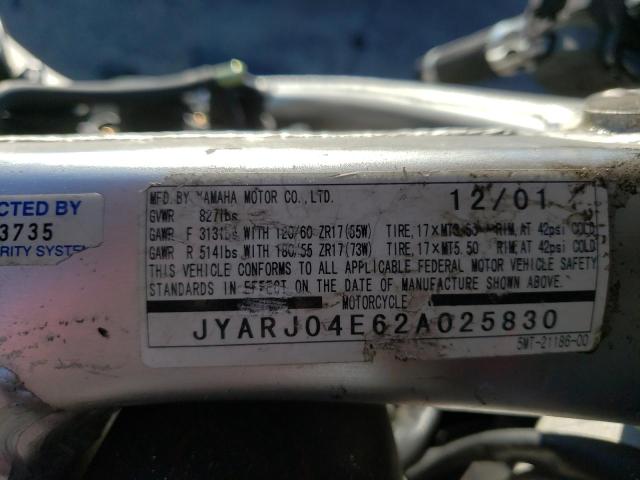 CTED BY
3735
RITY SYSTEM
MFD. BY YAMAHA MOTOR CO., LTD. 12/01
GVWR 827lbs
GAWR F 313lbs WITH 120/60 ZR17(55W) TIRE, 17×MT3.50 RIM, AT 42psi COLD
GAWR R 514lbs WITH 180/55 ZR17(73W) TIRE, 17×MT5.50 RIM, AT 42psi COLD
THIS VEHICLE CONFORMS TO ALL APPLICABLE FEDERAL MOTOR VEHICLE SAFETY
STANDARDS IN EFFECT ON THE DATE OF MANUFACTURE SHOWN ABOVE.
MOTORCYCLE
JYARJ04E62A025830
5MT-21186-00